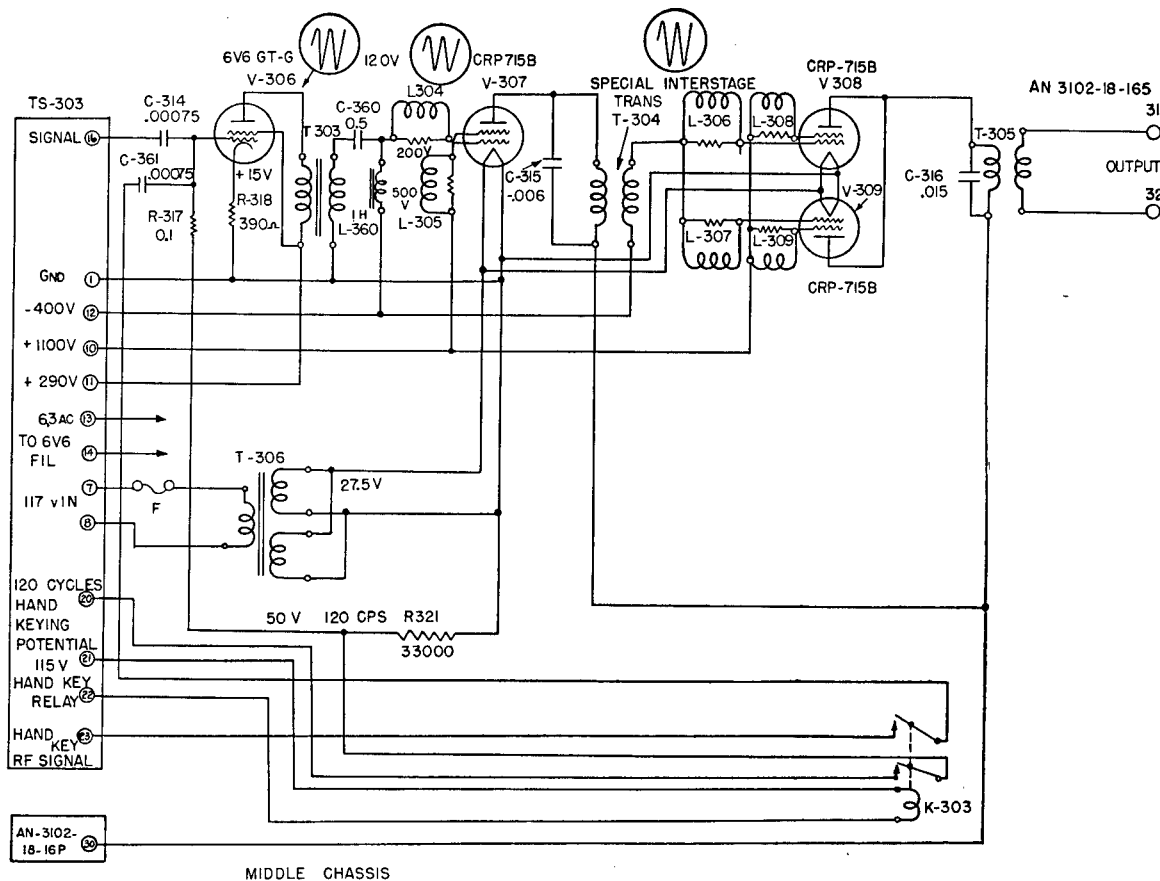 6V6 GT-G
V-306
120V
CRP715B
V-307
CRP-715B
V 308
SPECIAL INTERSTAGE
TRANS
T-304
AN 3102-18-165
31
OUTPUT
32
TS-303
SIGNAL 16
C-314
.00075
C-361
.00075
R-317
0.1
+15V
R-318
390Ω
T 303
C-360
0.5
L304
200V
1 H
L-360
500
V
L-305
C-315
.006
L-306
L-308
L-307
L-309
V-309
CRP-715B
C-316
.015
T-305
GND 1
-400V 12
+1100V 10
+290V 11
6.3AC 13
TO 6V6
FIL
14
7
117 V IN
8
F
T-306
27.5 V
120 CYCLES
20
HAND
KEYING
POTENTIAL
21
115 V
HAND KEY
RELAY 22
HAND
KEY
23
RF SIGNAL
50 V 120 CPS R321
33000
K-303
AN-3102-
18-16P
30
MIDDLE CHASSIS